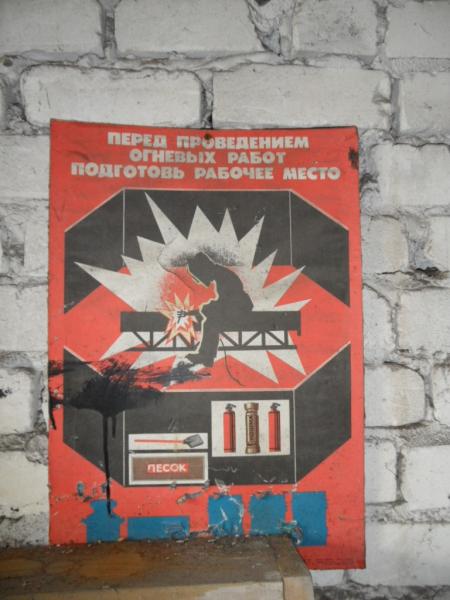 ПЕРЕД ПРОВЕДЕНИЕМ
ОГНЕВЫХ РАБОТ
ПОДГОТОВЬ РАБОЧЕЕ МЕСТО
ПЕСОК